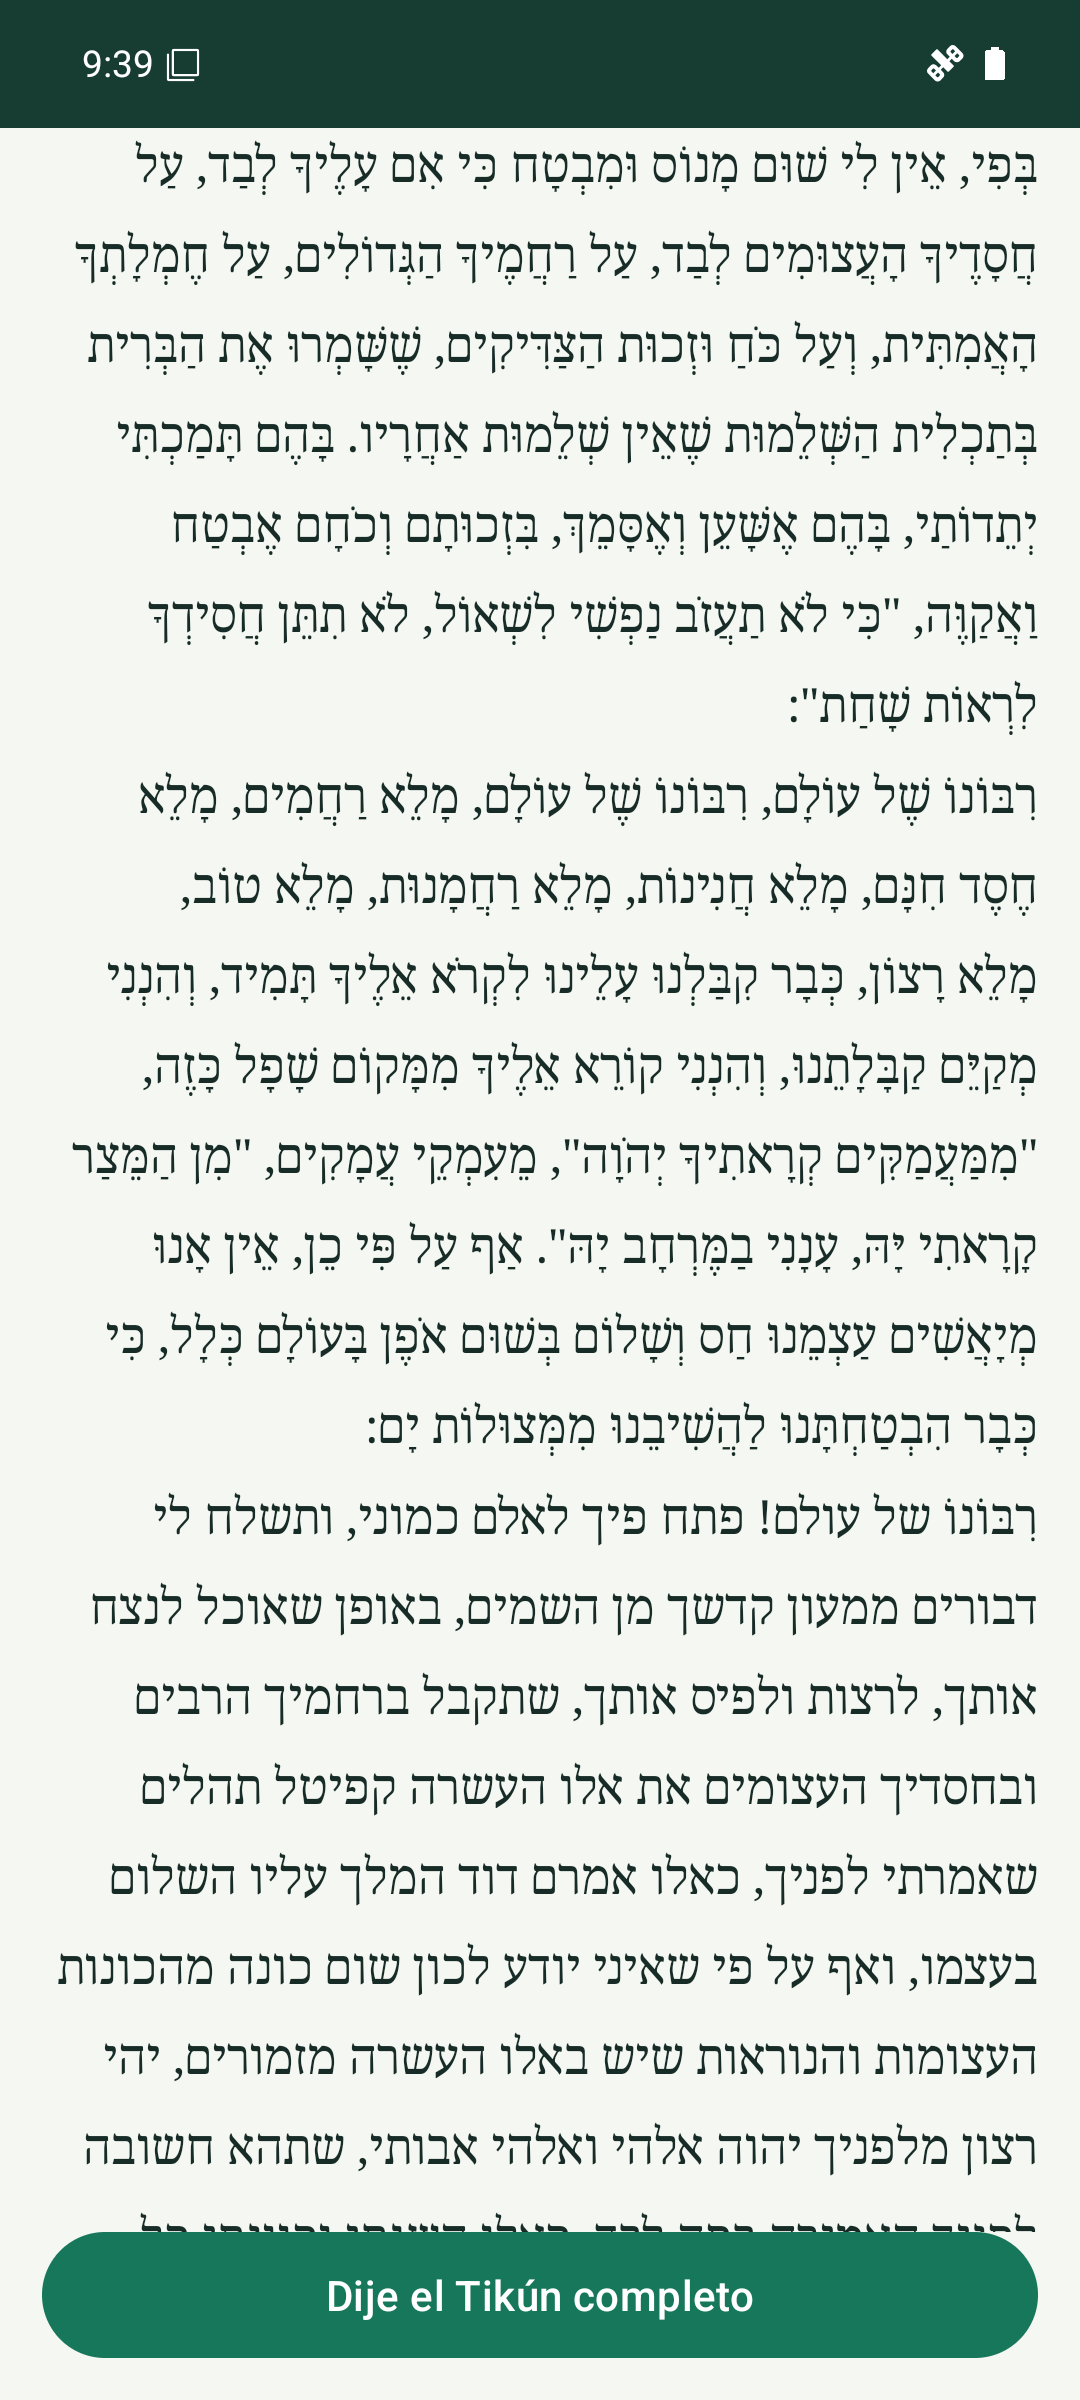 9:39
בְּפִי, אֵין לִי שׁוּם מָנוֹס וּמִבְטָח כִּי אִם עָלֶיךָ לְבַד, עַל
חֲסָדֶיךָ הָעֲצוּמִים לְבַד, עַל רַחֲמֶיךָ הַגְּדוֹלִים, עַל חֶמְלָתְךָ
הָאֲמִתִּית, וְעַל כֹּחַ וּזְכוּת הַצַּדִּיקִים, שֶׁשָּׁמְרוּ אֶת הַבְּרִית
בְּתַכְלִית הַשְּׁלֵמוּת שֶׁאֵין שְׁלֵמוּת אַחֲרָיו. בָּהֶם תָּמַכְתִּי
יְתֵדוֹתַי, בָּהֶם אֶשָּׁעֵן וְאֶסָּמֵךְ, בִּזְכוּתָם וְכֹחָם אֶבְטַח
וַאֲקַוֶּה, "כִּי לֹא תַעֲזֹב נַפְשִׁי לִשְׁאוֹל, לֹא תִתֵּן חֲסִידְךָ
לִרְאוֹת שָׁחַת":
רִבּוֹנוֹ שֶׁל עוֹלָם, רִבּוֹנוֹ שֶׁל עוֹלָם, מָלֵא רַחֲמִים, מָלֵא
חֶסֶד חִנָּם, מָלֵא חֲנִינוֹת, מָלֵא רַחֲמָנוּת, מָלֵא טוֹב,
מָלֵא רָצוֹן, כְּבָר קִבַּלְנוּ עָלֵינוּ לִקְרֹא אֵלֶיךָ תָּמִיד, וְהִנְנִי
מְקַיֵּם קַבָּלָתֵנוּ, וְהִנְנִי קוֹרֵא אֵלֶיךָ מִמָּקוֹם שָׁפָל כָּזֶה,
"מִמַּעֲמַקִּים קְרָאתִיךָ יְהֹוָה", מֵעִמְקֵי עֲמָקִים, "מִן הַמֵּצַר
קָרָאתִי יָּהּ, עָנָנִי בַמֶּרְחָב יָהּ". אַף עַל פִּי כֵן, אֵין אָנוּ
מְיָאֲשִׁים עַצְמֵנוּ חַס וְשָׁלוֹם בְּשׁוּם אֹפֶן בָּעוֹלָם כְּלָל, כִּי
כְּבָר הִבְטַחְתָּנוּ לַהֲשִׁיבֵנוּ מִמְּצוּלוֹת יָם:
רִבּוֹנוֹ של עולם! פתח פיך לאלם כמוני, ותשלח לי
דבורים ממעון קדשך מן השמים, באופן שאוכל לנצח
אותך, לרצות ולפיס אותך, שתקבל ברחמיך הרבים
ובחסדיך העצומים את אלו העשרה קפיטל תהלים
שאמרתי לפניך, כאלו אמרם דוד המלך עליו השלום
בעצמו, ואף על פי שאיני יודע לכון שום כונה מהכונות
העצומות והנוראות שיש באלו העשרה מזמורים, יהי
רצון מלפניך יהוה אלהי ואלהי אבותי, שתהא חשובה
Dije el Tikún completo